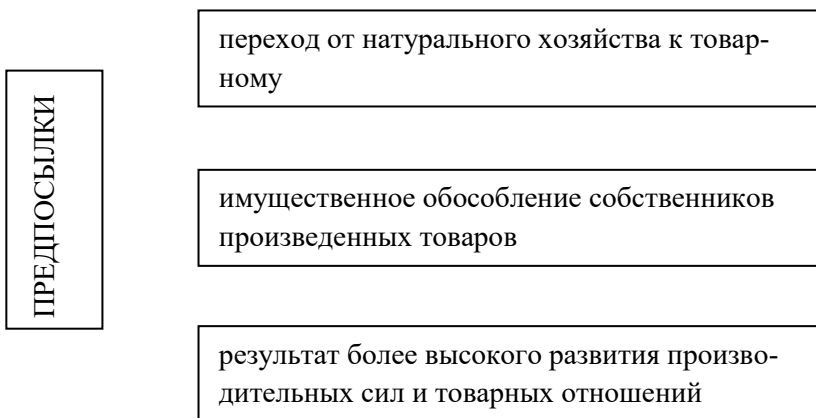 ПРЕДПОСЫЛКИ
переход от натурального хозяйства к товар-
ному
имущественное обособление собственников
произведенных товаров
результат более высокого развития произво-
дительных сил и товарных отношений